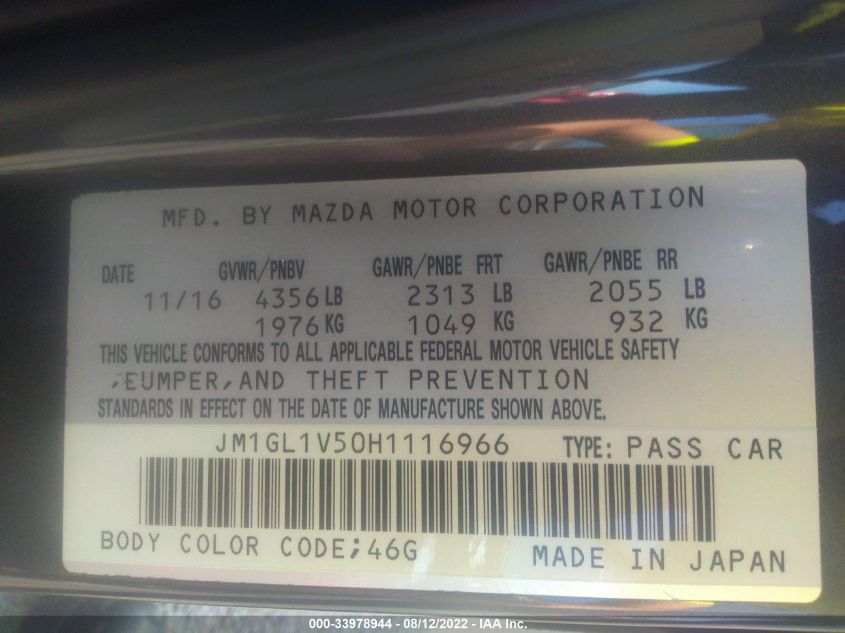 MFD. BY MAZDA MOTOR CORPORATION
DATE GVWR/PNBV GAWR/PNBE FRT GAWR/PNBE RR
11/16 4356 LB 2313 LB 2055 LB
1976 KG 1049 KG 932 KG
THIS VEHICLE CONFORMS TO ALL APPLICABLE FEDERAL MOTOR VEHICLE SAFETY
,BUMPER,AND THEFT PREVENTION
STANDARDS IN EFFECT ON THE DATE OF MANUFACTURE SHOWN ABOVE.
JM1GL1V50H1116966 TYPE: PASS CAR
BODY COLOR CODE;46G MADE IN JAPAN
000-33978944 - 08/12/2022 - IAA Inc.